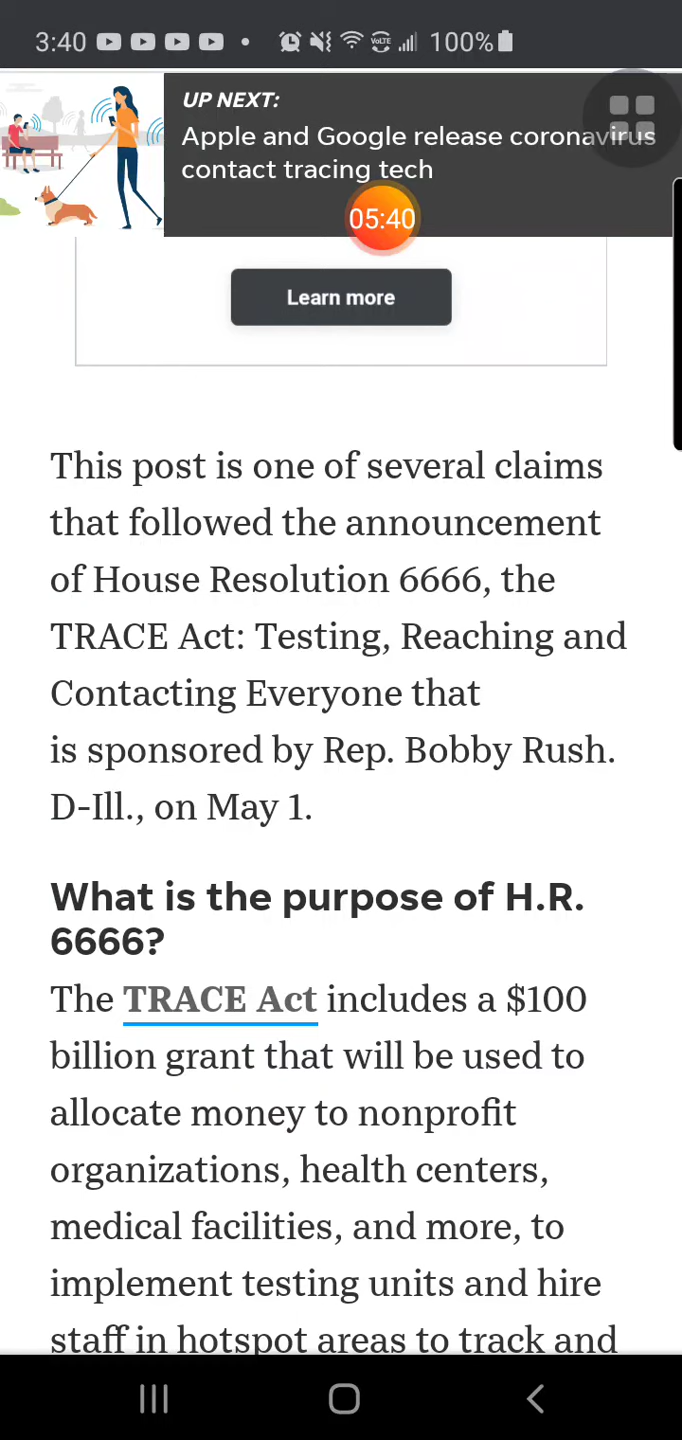 3:40 100%
UP NEXT:
Apple and Google release coronavirus
contact tracing tech
05:40
Learn more
This post is one of several claims
that followed the announcement
of House Resolution 6666, the
TRACE Act: Testing, Reaching and
Contacting Everyone that
is sponsored by Rep. Bobby Rush.
D-Ill., on May 1.
What is the purpose of H.R.
6666?
The TRACE Act includes a $100
billion grant that will be used to
allocate money to nonprofit
organizations, health centers,
medical facilities, and more, to
implement testing units and hire
staff in hotspot areas to track and